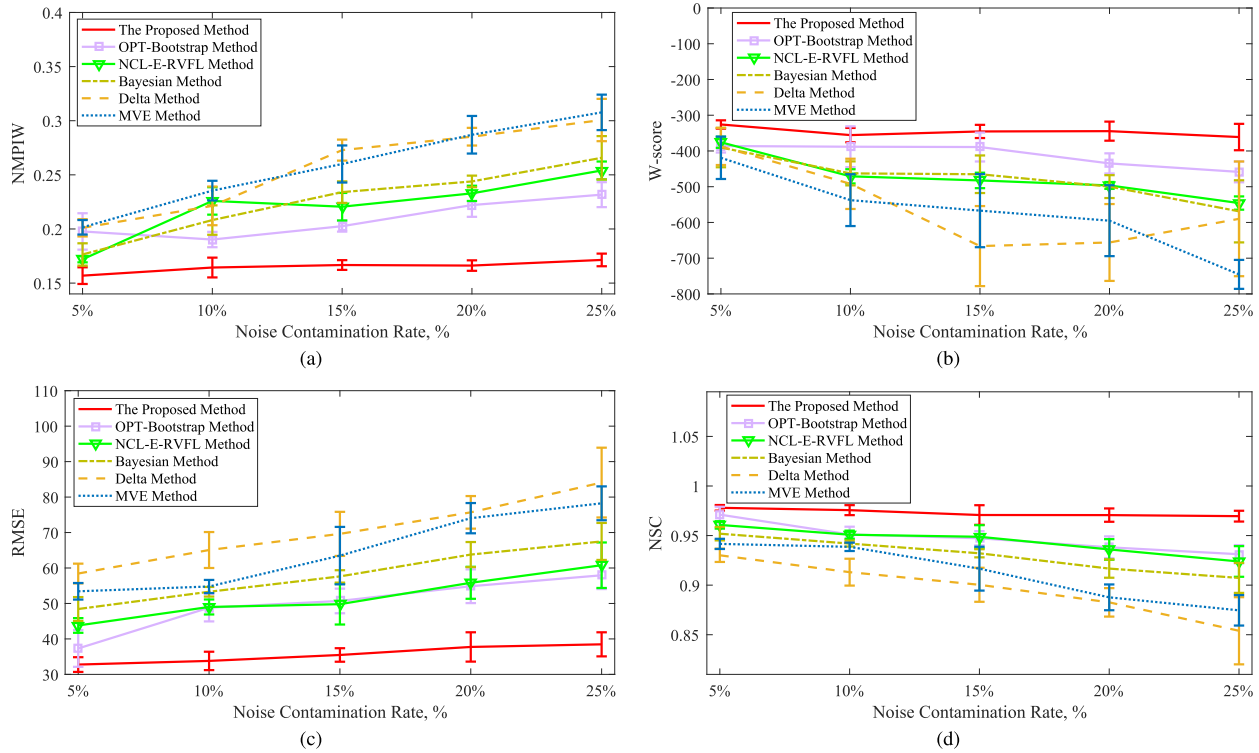 0.4
0.35
0.3
0.25
0.2
0.15
NMPIW
The Proposed Method
OPT-Bootstrap Method
NCL-E-RVFL Method
Bayesian Method
Delta Method
MVE Method
5% 10% 15% 20% 25%
Noise Contamination Rate, %
(a)
0
-100
-200
-300
-400
-500
-600
-700
-800
W-score
The Proposed Method
OPT-Bootstrap Method
NCL-E-RVFL Method
Bayesian Method
Delta Method
MVE Method
5% 10% 15% 20% 25%
Noise Contamination Rate, %
(b)
110
100
90
80
70
60
50
40
30
RMSE
The Proposed Method
OPT-Bootstrap Method
NCL-E-RVFL Method
Bayesian Method
Delta Method
MVE Method
5% 10% 15% 20% 25%
Noise Contamination Rate, %
(c)
1.05
1
0.95
0.9
0.85
NSC
The Proposed Method
OPT-Bootstrap Method
NCL-E-RVFL Method
Bayesian Method
Delta Method
MVE Method
5% 10% 15% 20% 25%
Noise Contamination Rate, %
(d)